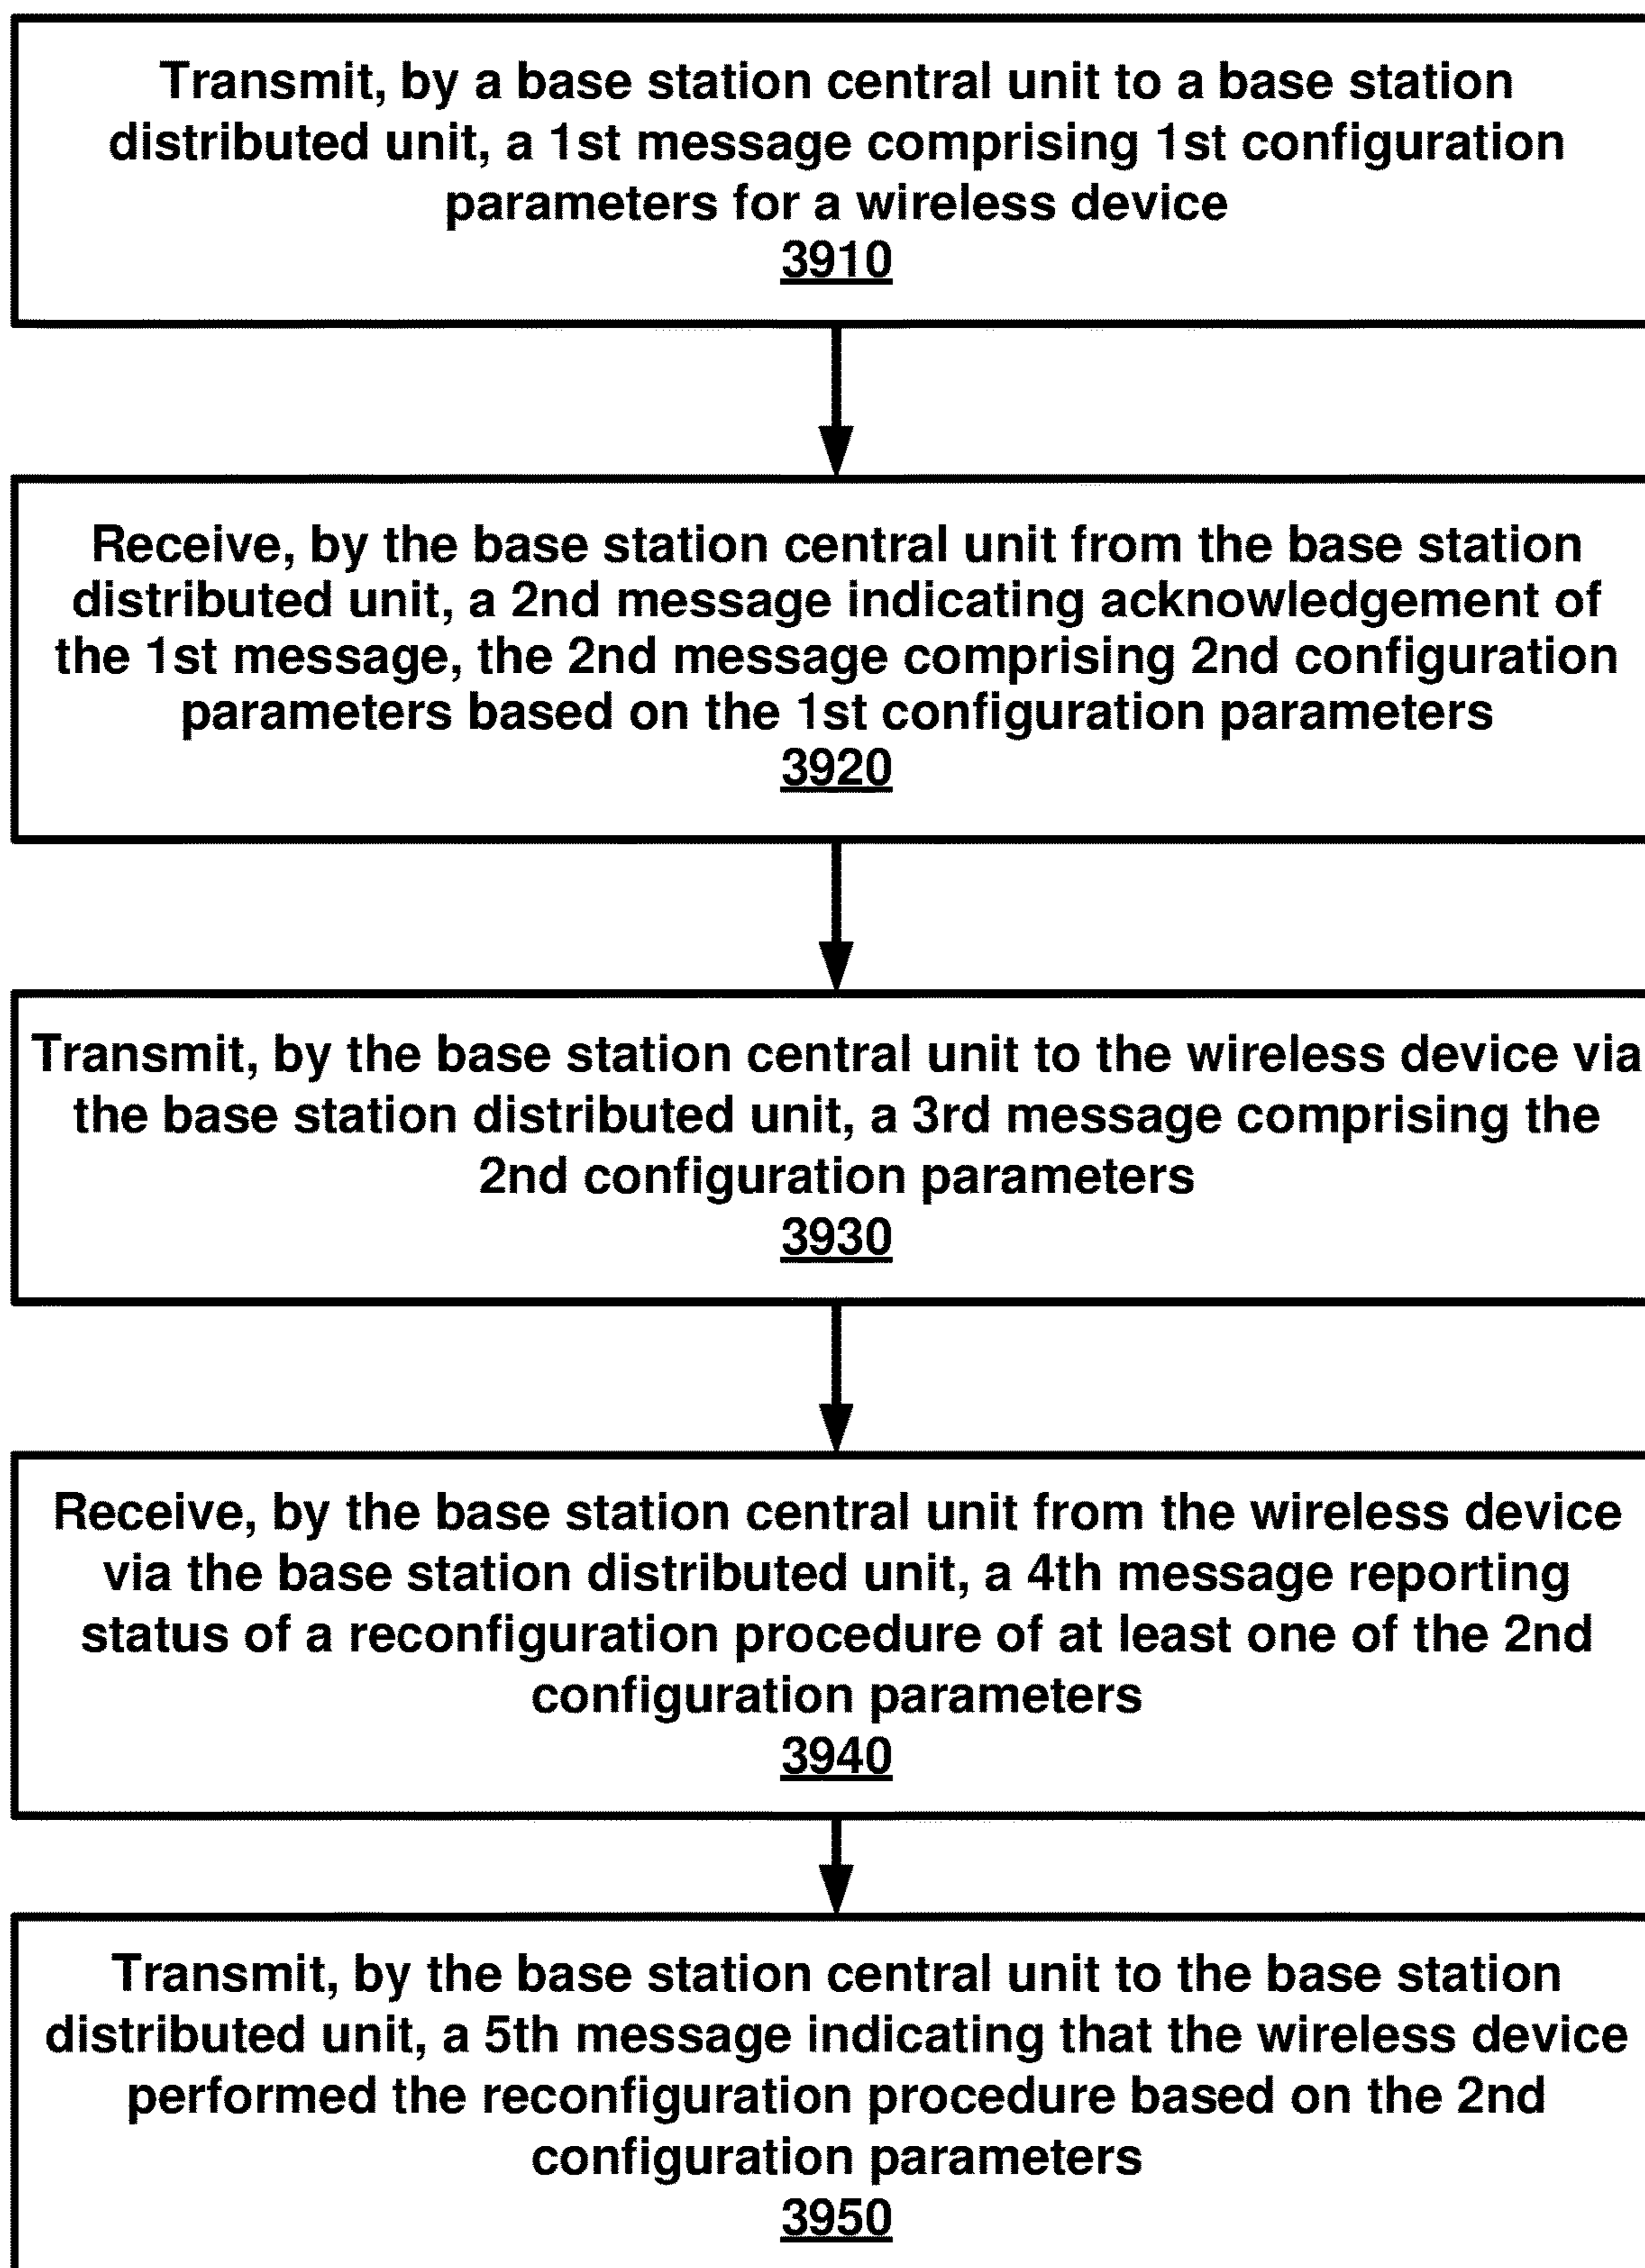 Transmit, by a base station central unit to a base station
distributed unit, a 1st message comprising 1st configuration
parameters for a wireless device
3910
Receive, by the base station central unit from the base station
distributed unit, a 2nd message indicating acknowledgement of
the 1st message, the 2nd message comprising 2nd configuration
parameters based on the 1st configuration parameters
3920
Transmit, by the base station central unit to the wireless device via
the base station distributed unit, a 3rd message comprising the
2nd configuration parameters
3930
Receive, by the base station central unit from the wireless device
via the base station distributed unit, a 4th message reporting
status of a reconfiguration procedure of at least one of the 2nd
configuration parameters
3940
Transmit, by the base station central unit to the base station
distributed unit, a 5th message indicating that the wireless device
performed the reconfiguration procedure based on the 2nd
configuration parameters
3950